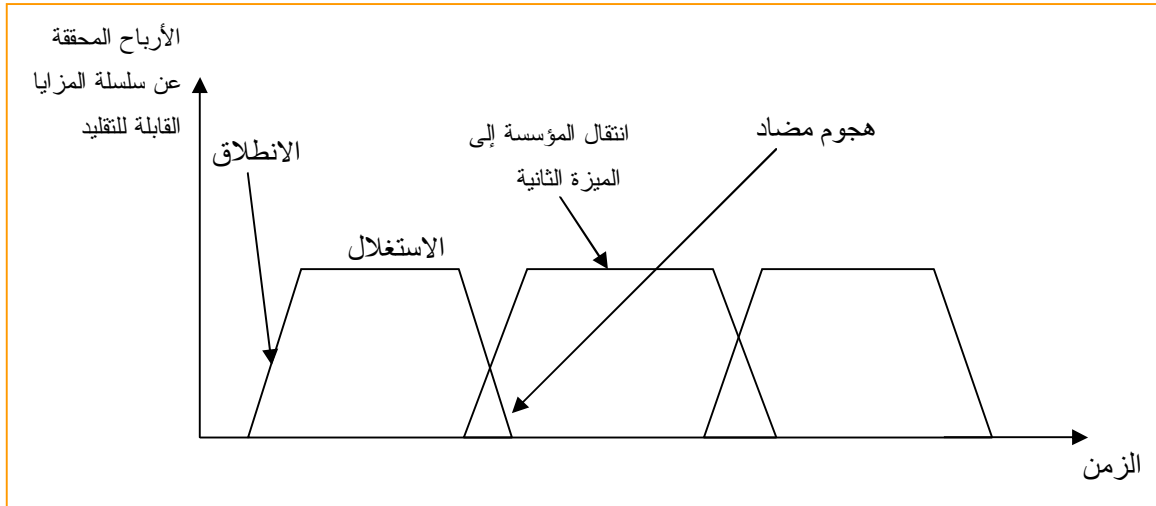 الأرباح المحققة
عن سلسلة المزايا
القابلة للتقليد
الانطلاق
الاستغلال
انتقال المؤسسة إلى
الميزة الثانية
هجوم مضاد
الزمن